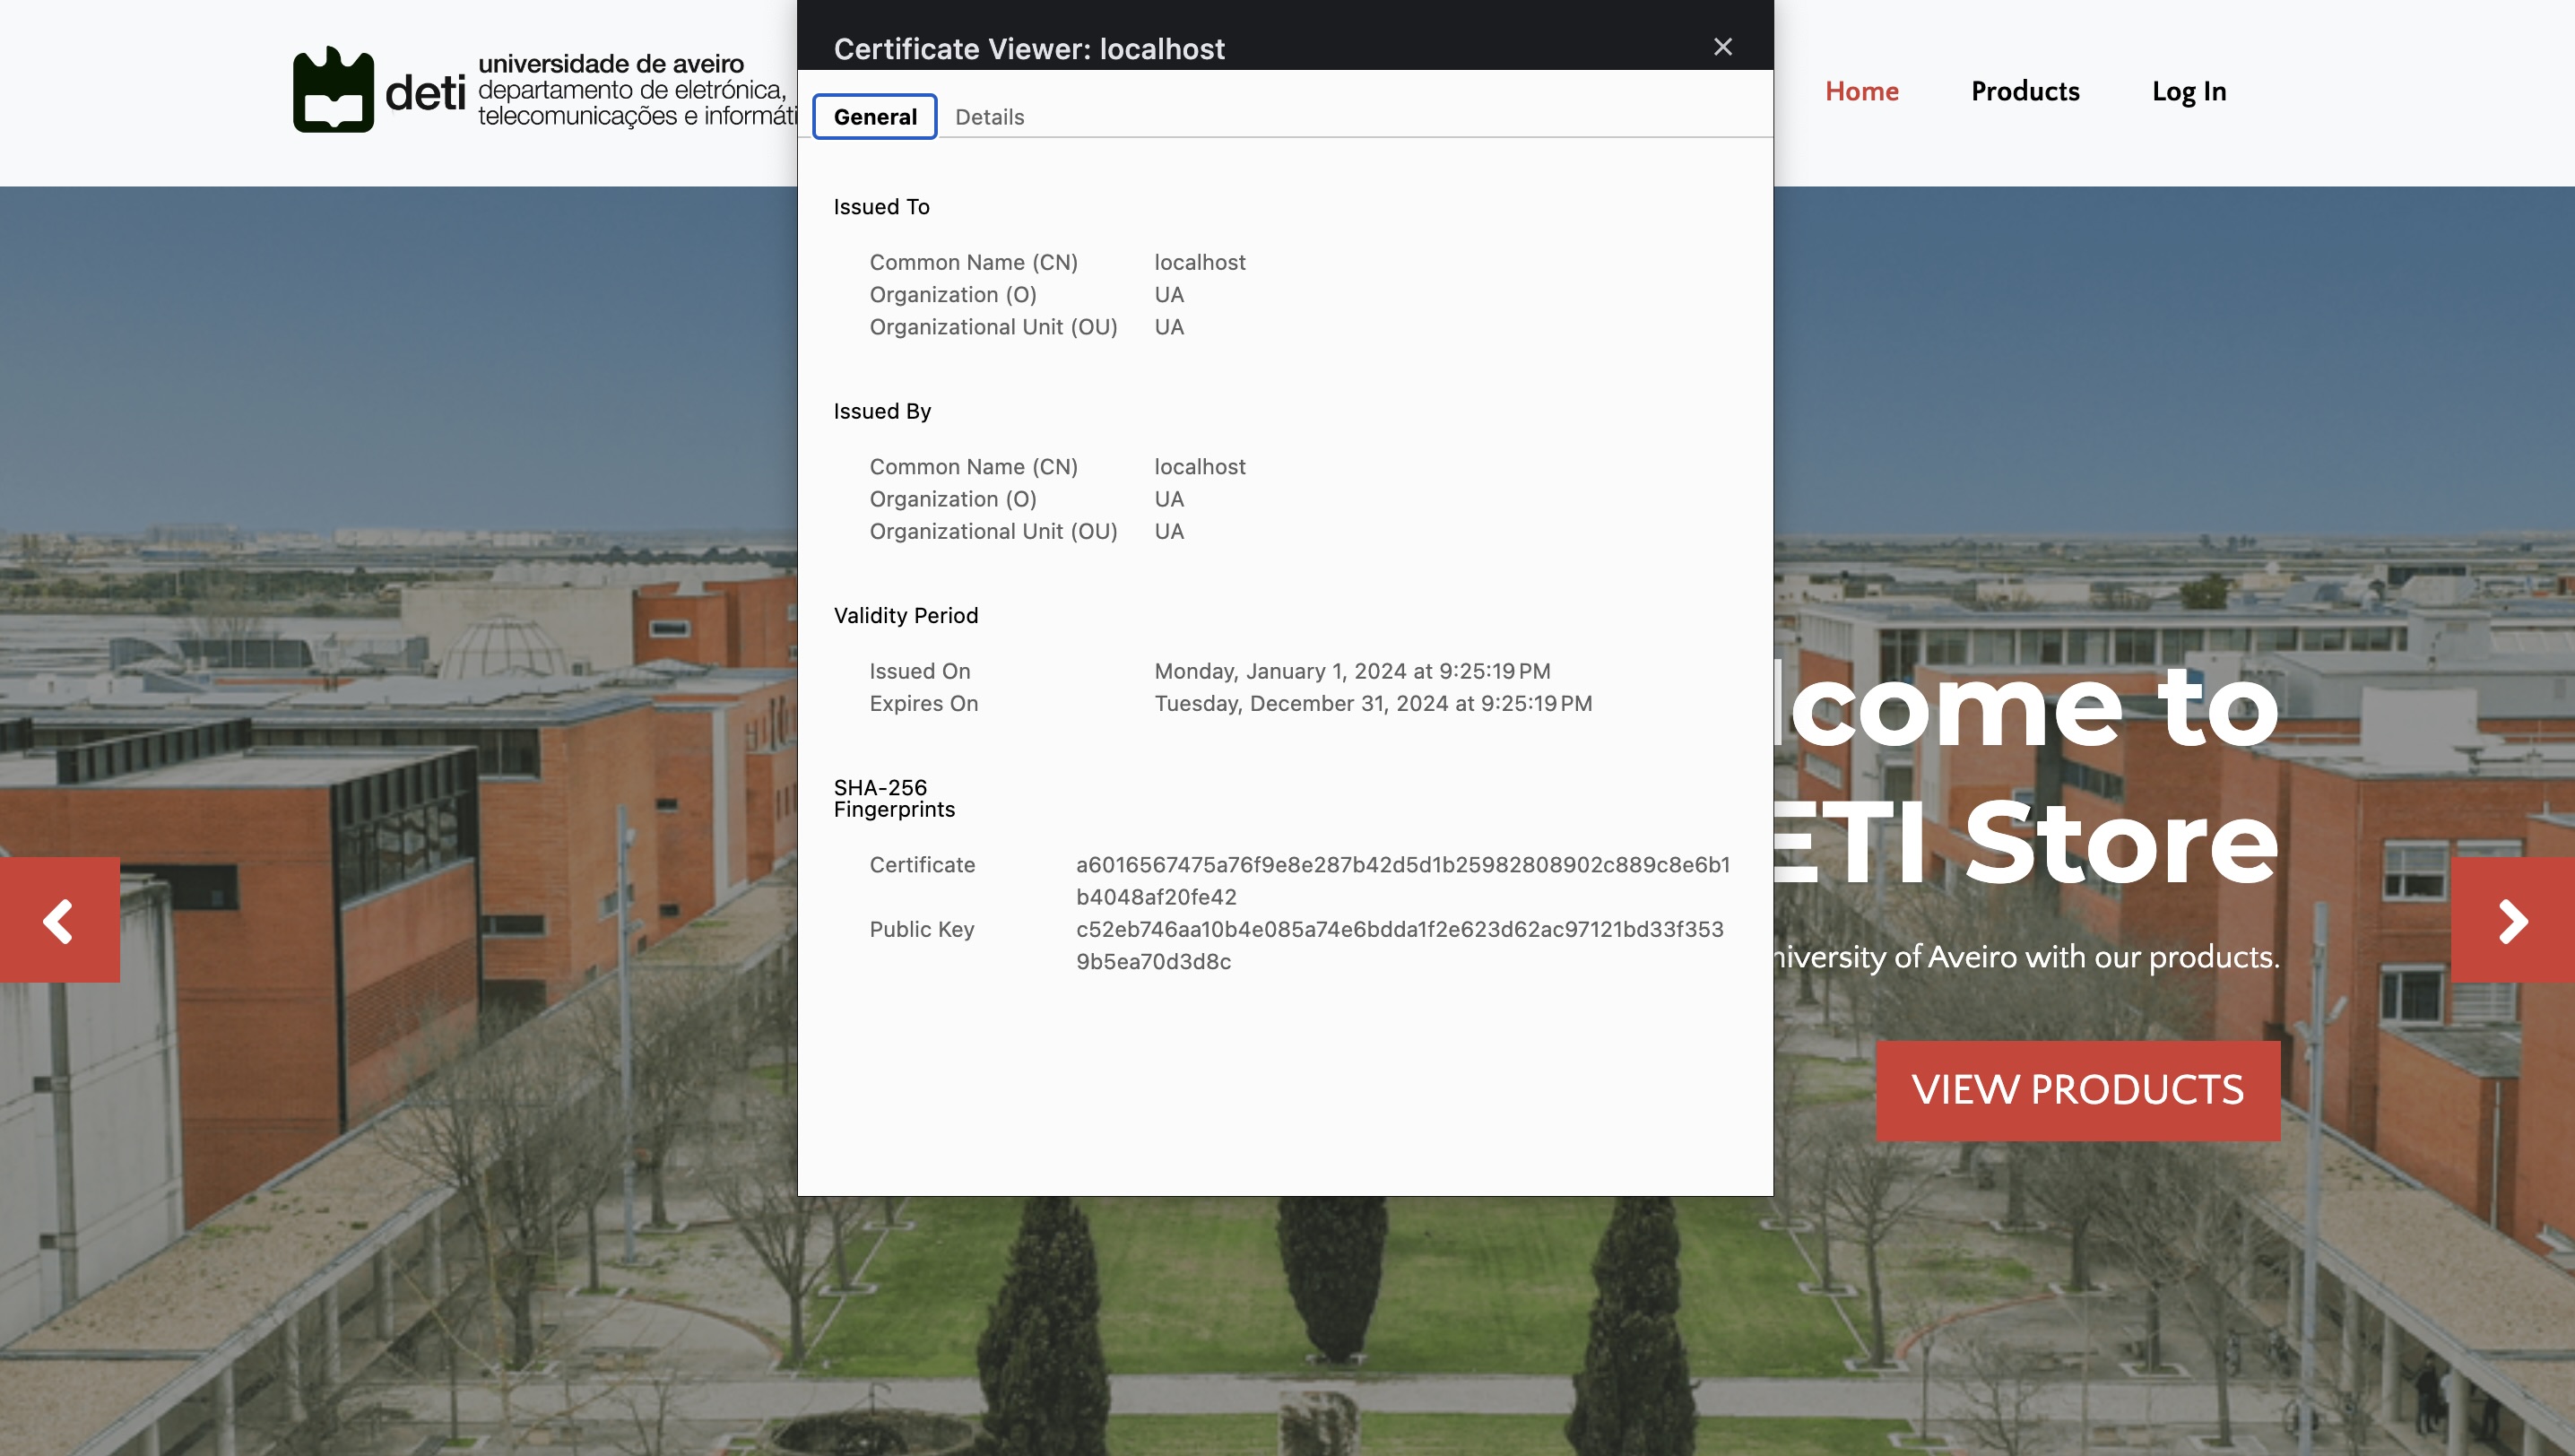 deti
universidade de aveiro
departamento de eletrónica,
telecomunicações e informáti
Certificate Viewer: localhost
Home Products Log In
General Details
Issued To
Common Name (CN) localhost
Organization (O) UA
Organizational Unit (OU) UA
Issued By
Common Name (CN) localhost
Organization (O) UA
Organizational Unit (OU) UA
Validity Period
Issued On Monday, January 1, 2024 at 9:25:19 PM
Expires On Tuesday, December 31, 2024 at 9:25:19 PM
SHA-256
Fingerprints
Certificate a6016567475a76f9e8e287b42d5d1b25982808902c889c8e6b1
b4048af20fe42
Public Key c52eb746aa10b4e085a74e6bdda1f2e623d62ac97121bd33f353
9b5ea70d3d8c
lcome to
ETI Store
niversity of Aveiro with our products.
VIEW PRODUCTS